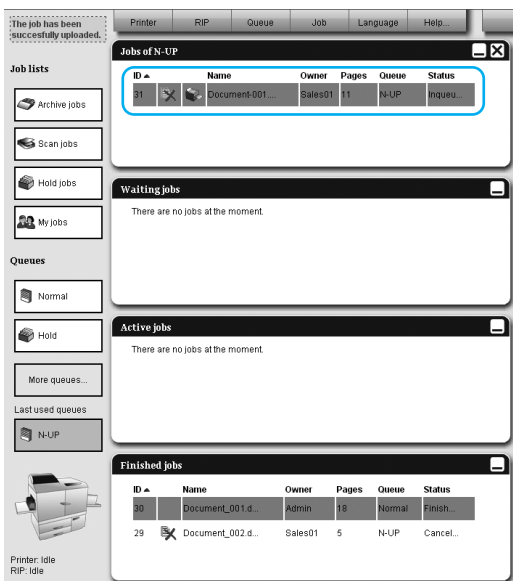 The job has been
succesfully uploaded.
Printer RIP Queue Job Language Help...
Job lists
Archive jobs
Scan jobs
Hold jobs
My jobs
Queues
Normal
Hold
More queues...
Last used queues
N-UP
Printer: Idle
RIP: Idle
Jobs of N-UP
ID Name Owner Pages Queue Status
31 Document-001.... Sales01 11 N-UP Inqueu...
Waiting jobs
There are no jobs at the moment.
Active jobs
There are no jobs at the moment.
Finished jobs
ID Name Owner Pages Queue Status
30 Document_001.d... Admin 18 Normal Finish...
29 Document_002.d... Sales01 5 N-UP Cancel...